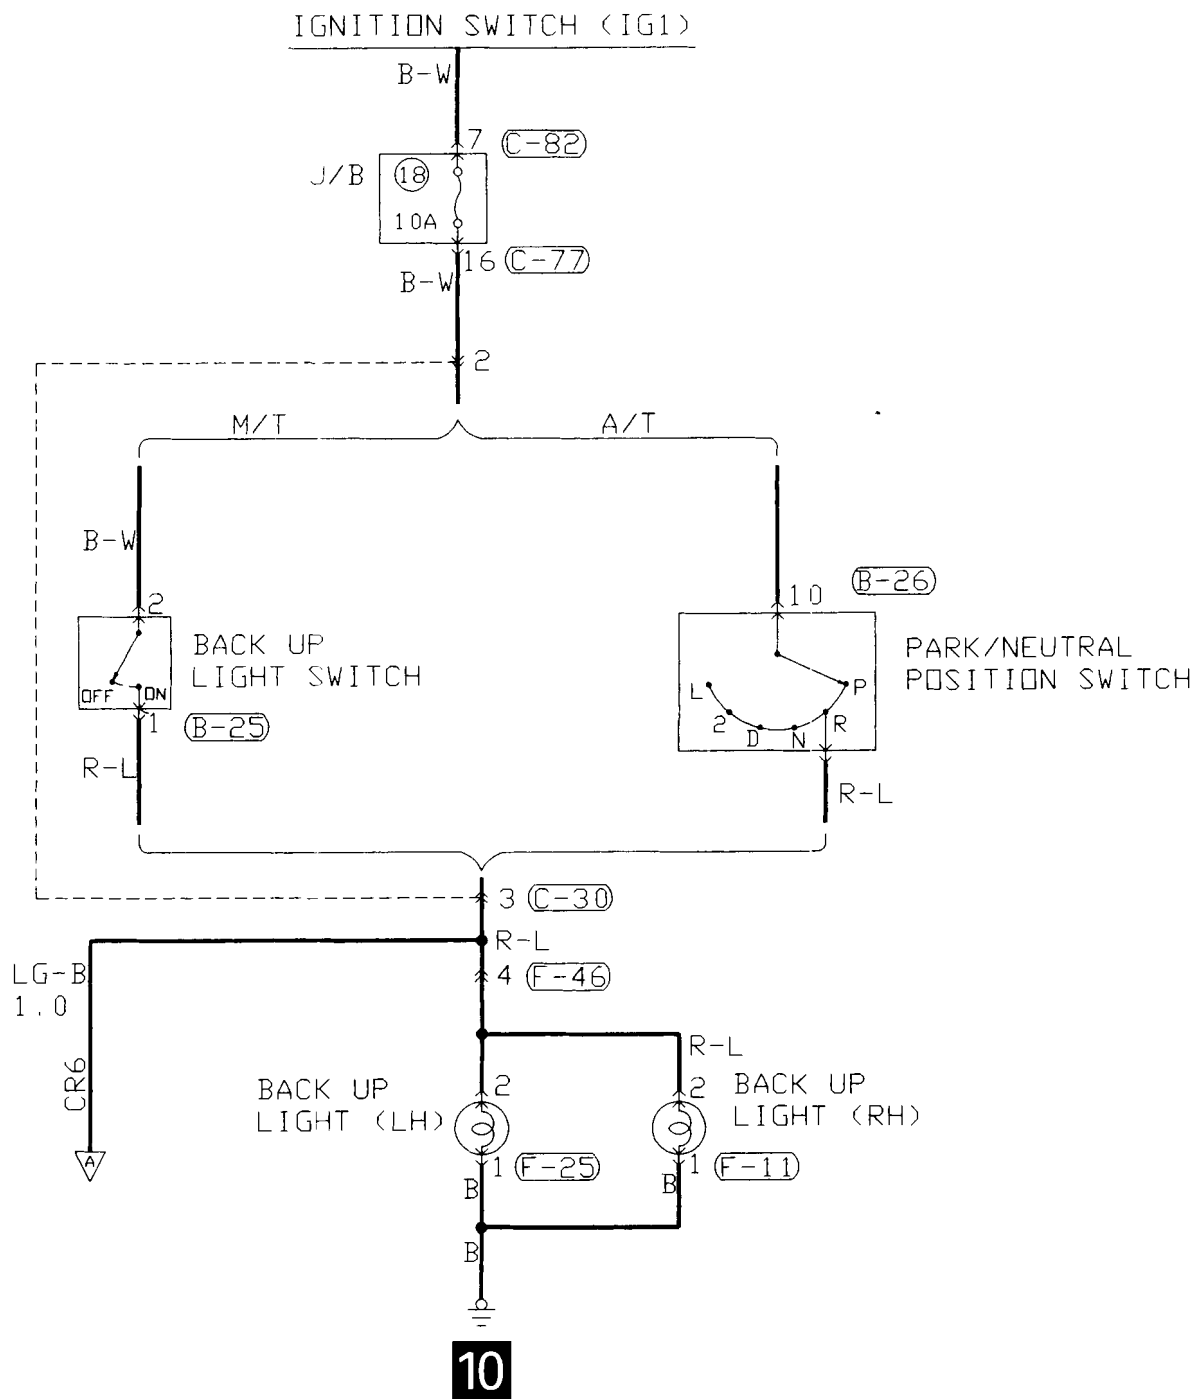 IGNITION SWITCH (IG1)
B-W
7 C-82
J/B 18
10A
16 C-77
B-W
2
M/T A/T
B-W
2
10 B-26
BACK UP
LIGHT SWITCH
OFF ON
1 B-25
R-L
PARK/NEUTRAL
POSITION SWITCH
L P
2 R
D N
R-L
3 C-30
R-L
4 F-46
LG-B
1.0
CR6
A
R-L
BACK UP
LIGHT (LH)
2
1 F-25
B
BACK UP
LIGHT (RH)
2
1 F-11
B
B
10